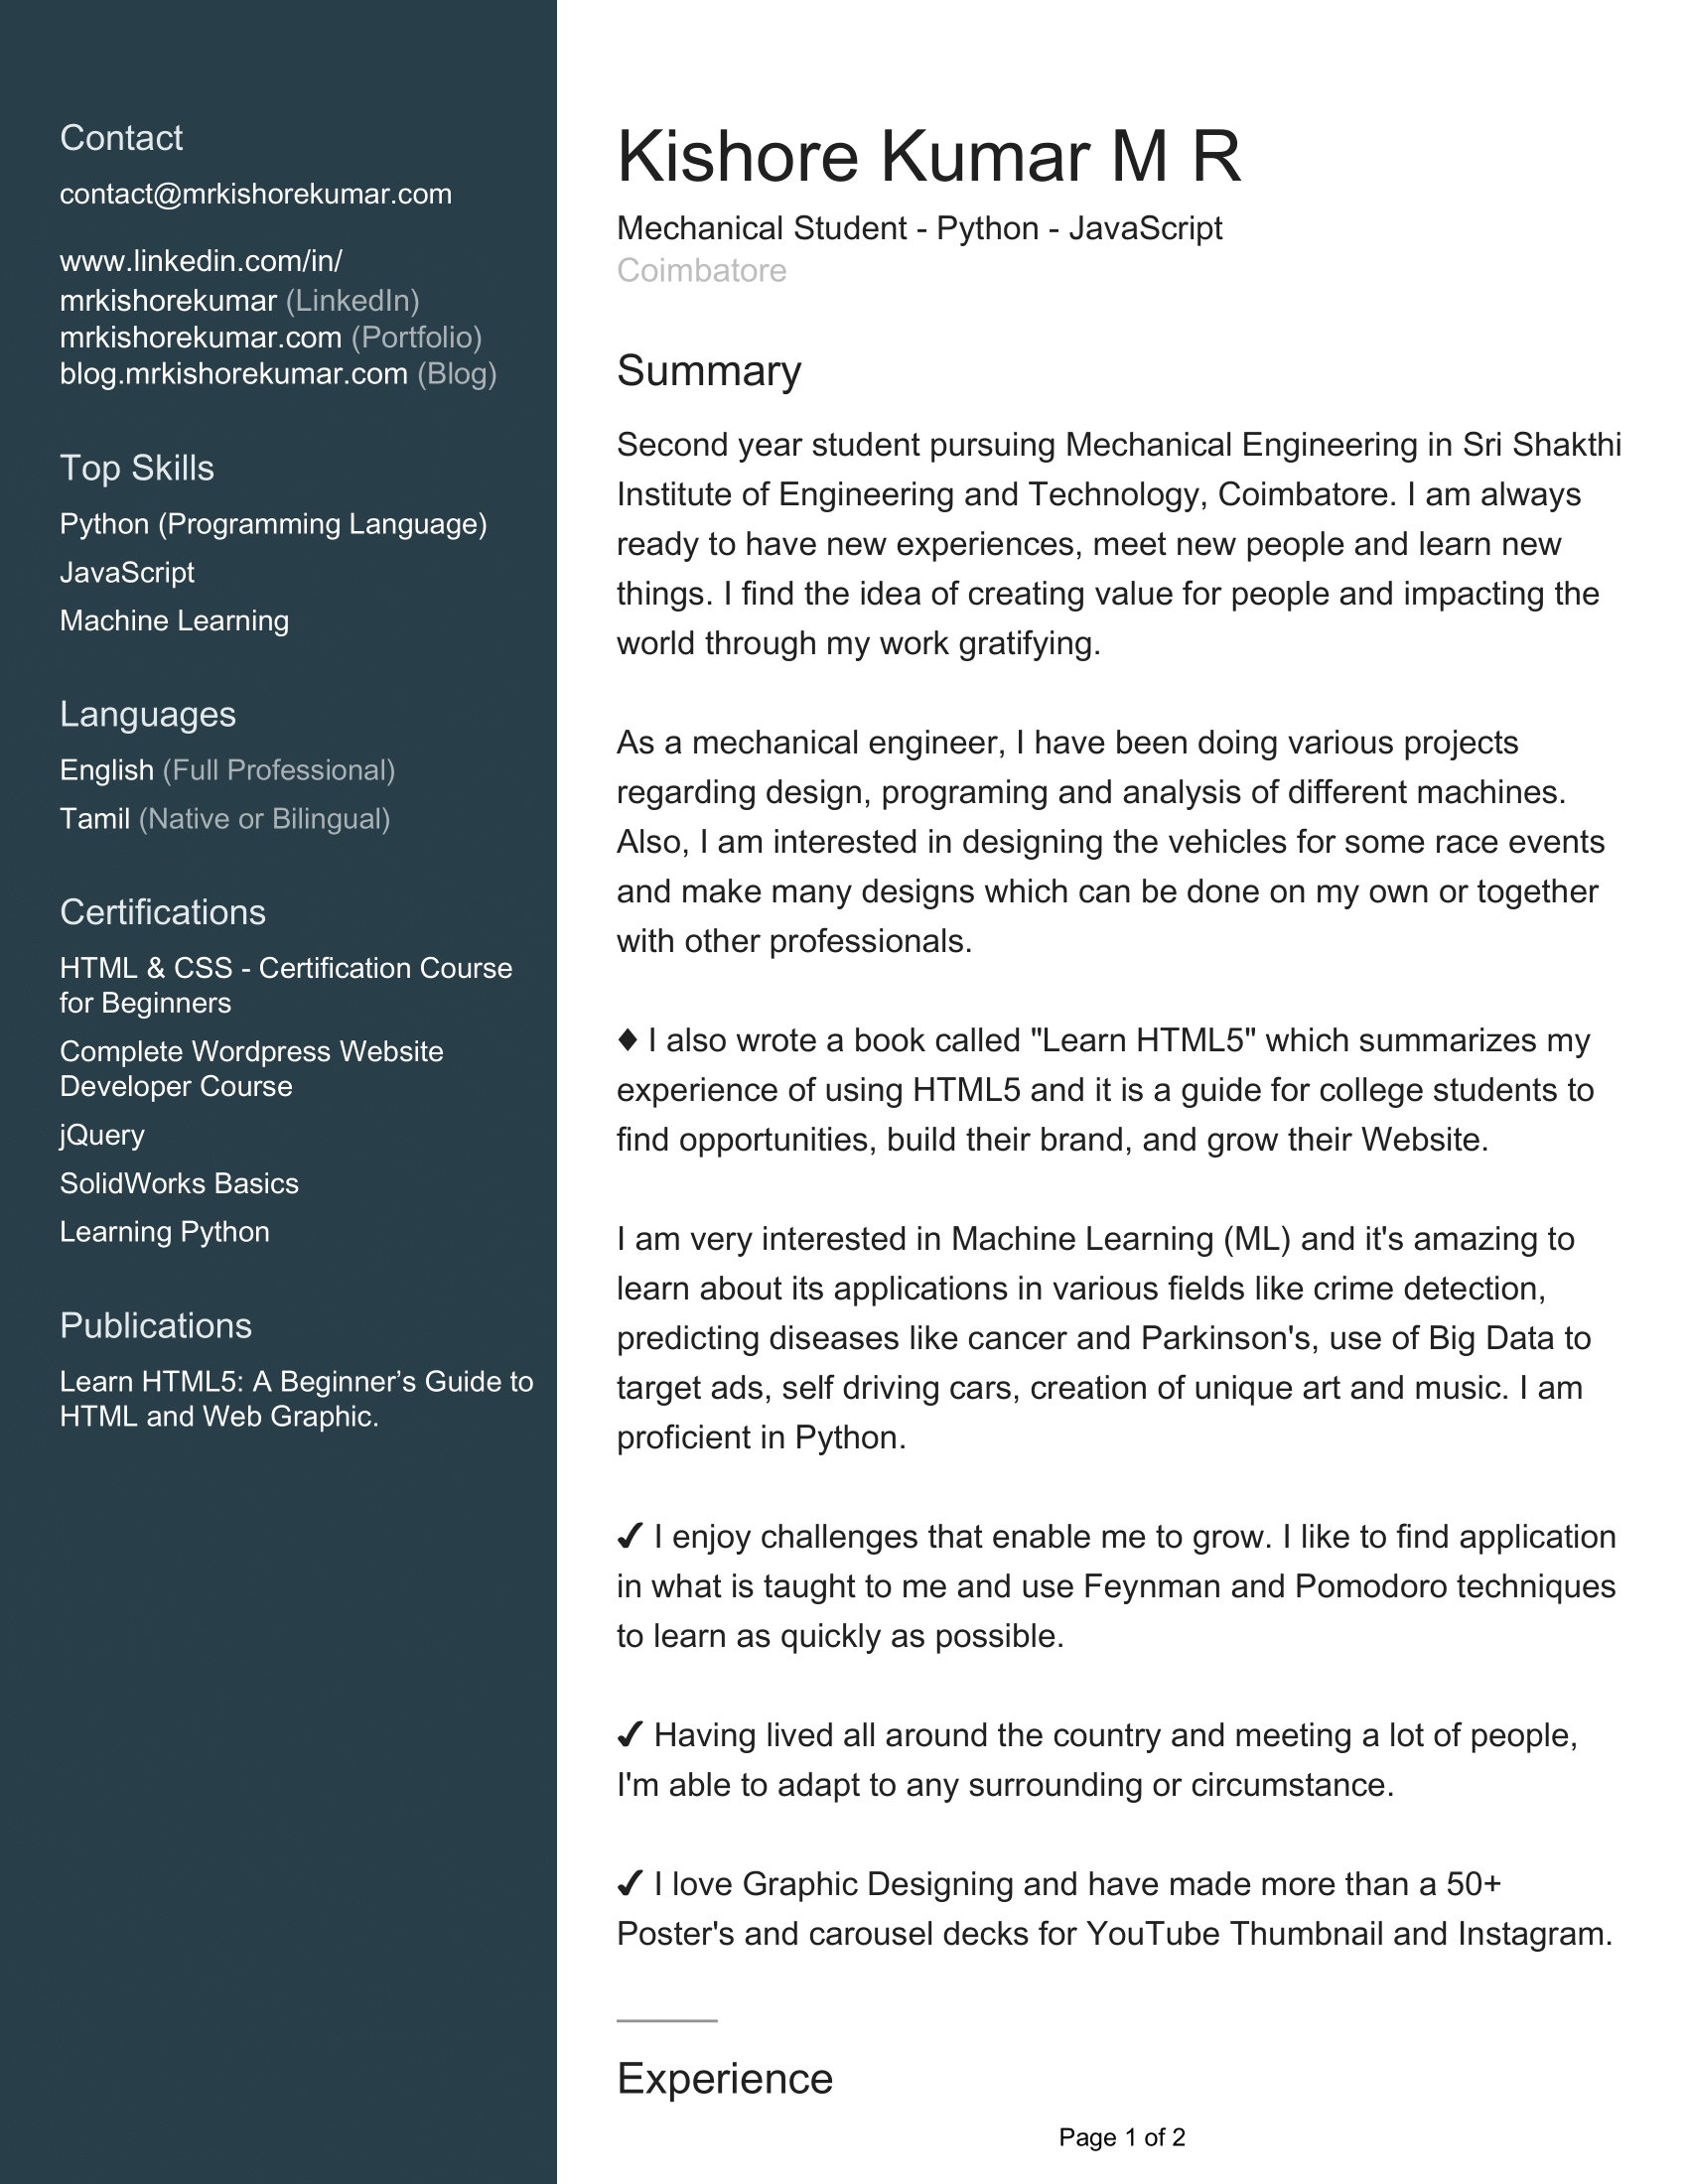 Contact
contact@mrkishorekumar.com
www.linkedin.com/in/
mrkishorekumar (LinkedIn)
mrkishorekumar.com (Portfolio)
blog.mrkishorekumar.com (Blog)
Top Skills
Python (Programming Language)
JavaScript
Machine Learning
Languages
English (Full Professional)
Tamil (Native or Bilingual)
Certifications
HTML & CSS - Certification Course
for Beginners
Complete Wordpress Website
Developer Course
jQuery
SolidWorks Basics
Learning Python
Publications
Learn HTML5: A Beginner’s Guide to
HTML and Web Graphic.
Kishore Kumar M R
Mechanical Student - Python - JavaScript
Coimbatore
Summary
Second year student pursuing Mechanical Engineering in Sri Shakthi
Institute of Engineering and Technology, Coimbatore. I am always
ready to have new experiences, meet new people and learn new
things. I find the idea of creating value for people and impacting the
world through my work gratifying.
As a mechanical engineer, I have been doing various projects
regarding design, programing and analysis of different machines.
Also, I am interested in designing the vehicles for some race events
and make many designs which can be done on my own or together
with other professionals.
♦ I also wrote a book called "Learn HTML5" which summarizes my
experience of using HTML5 and it is a guide for college students to
find opportunities, build their brand, and grow their Website.
I am very interested in Machine Learning (ML) and it's amazing to
learn about its applications in various fields like crime detection,
predicting diseases like cancer and Parkinson's, use of Big Data to
target ads, self driving cars, creation of unique art and music. I am
proficient in Python.
✓ I enjoy challenges that enable me to grow. I like to find application
in what is taught to me and use Feynman and Pomodoro techniques
to learn as quickly as possible.
✓ Having lived all around the country and meeting a lot of people,
I'm able to adapt to any surrounding or circumstance.
✓ I love Graphic Designing and have made more than a 50+
Poster's and carousel decks for YouTube Thumbnail and Instagram.
Experience
Page 1 of 2